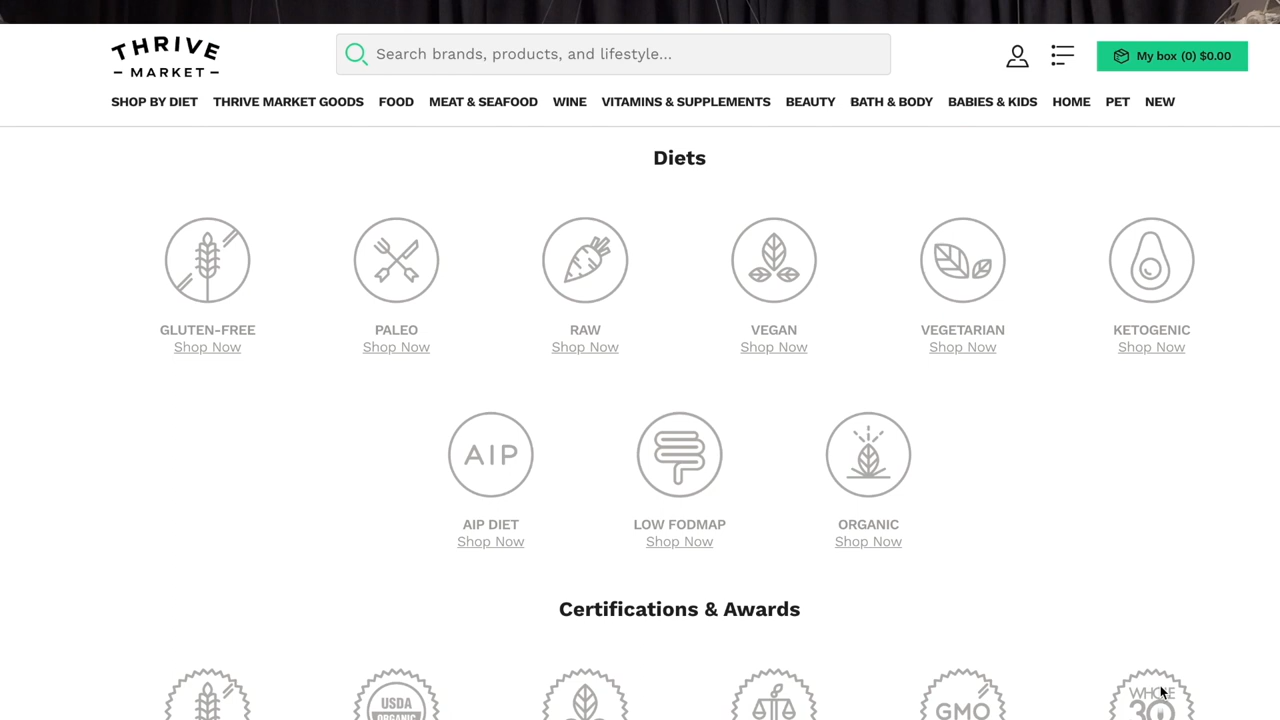 THRIVE
MARKET
Search brands, products, and lifestyle...
My box (0) $0.00
SHOP BY DIET THRIVE MARKET GOODS FOOD MEAT & SEAFOOD WINE VITAMINS & SUPPLEMENTS BEAUTY BATH & BODY BABIES & KIDS HOME PET NEW
Diets
GLUTEN-FREE PALEO RAW VEGAN VEGETARIAN KETOGENIC
Shop Now Shop Now Shop Now Shop Now Shop Now Shop Now
AIP
AIP DIET LOW FODMAP ORGANIC
Shop Now Shop Now Shop Now
Certifications & Awards
USDA GMO WHOLE
ORGANIC 30